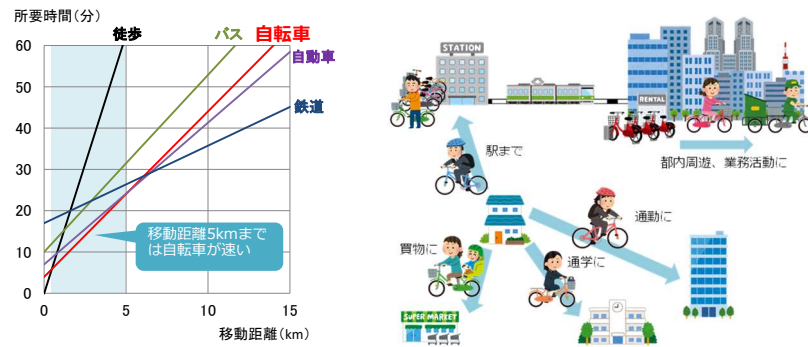 所要時間(分)
徒歩
バス
自転車
自動車
鉄道
60
50
40
30
20
10
0
移動距離5kmまで
は自転車が速い
0
5
10
15
移動距離(km)
STATION
RENTAL
駅まで
都内周遊、業務活動に
通勤に
買物に
通学に
SUPER MARKET